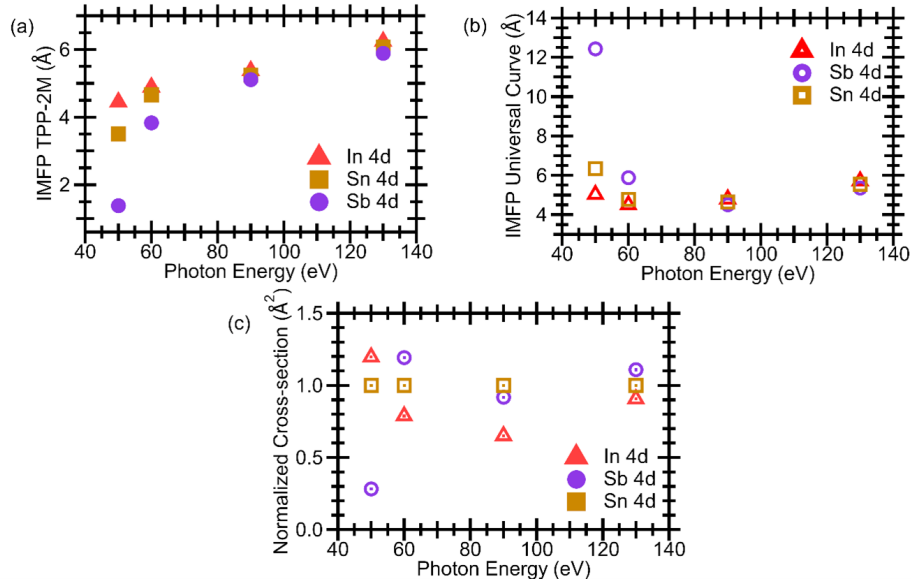 (a)
IMFP TPP-2M (Å)
6
4
2
In 4d
Sn 4d
Sb 4d
40 60 80 100 120 140
Photon Energy (eV)
(b)
IMFP Universal Curve (Å)
14
12
10
8
6
4
In 4d
Sb 4d
Sn 4d
40 60 80 100 120 140
Photon Energy (eV)
(c)
Normalized Cross-section (Å²)
1.5
1.0
0.5
0.0
In 4d
Sb 4d
Sn 4d
40 60 80 100 120 140
Photon Energy (eV)